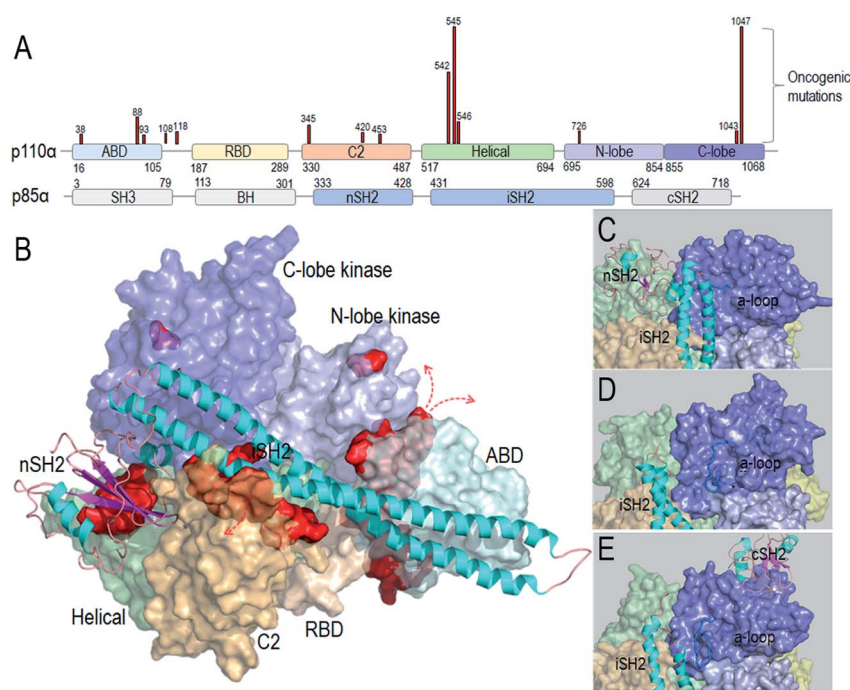 A
545
1047
542
88
38
93
108
118
345
420
453
546
726
1043
Oncogenic
mutations
p110α
ABD
RBD
C2
Helical
N-lobe
C-lobe
16
105
187
289
330
487
517
694
695
854
855
1068
3
79
113
301
333
428
431
598
624
718
p85α
SH3
BH
nSH2
iSH2
cSH2
B
C-lobe kinase
N-lobe kinase
nSH2
iSH2
ABD
Helical
C2
RBD
C
nSH2
iSH2
a-loop
D
iSH2
a-loop
E
cSH2
iSH2
a-loop